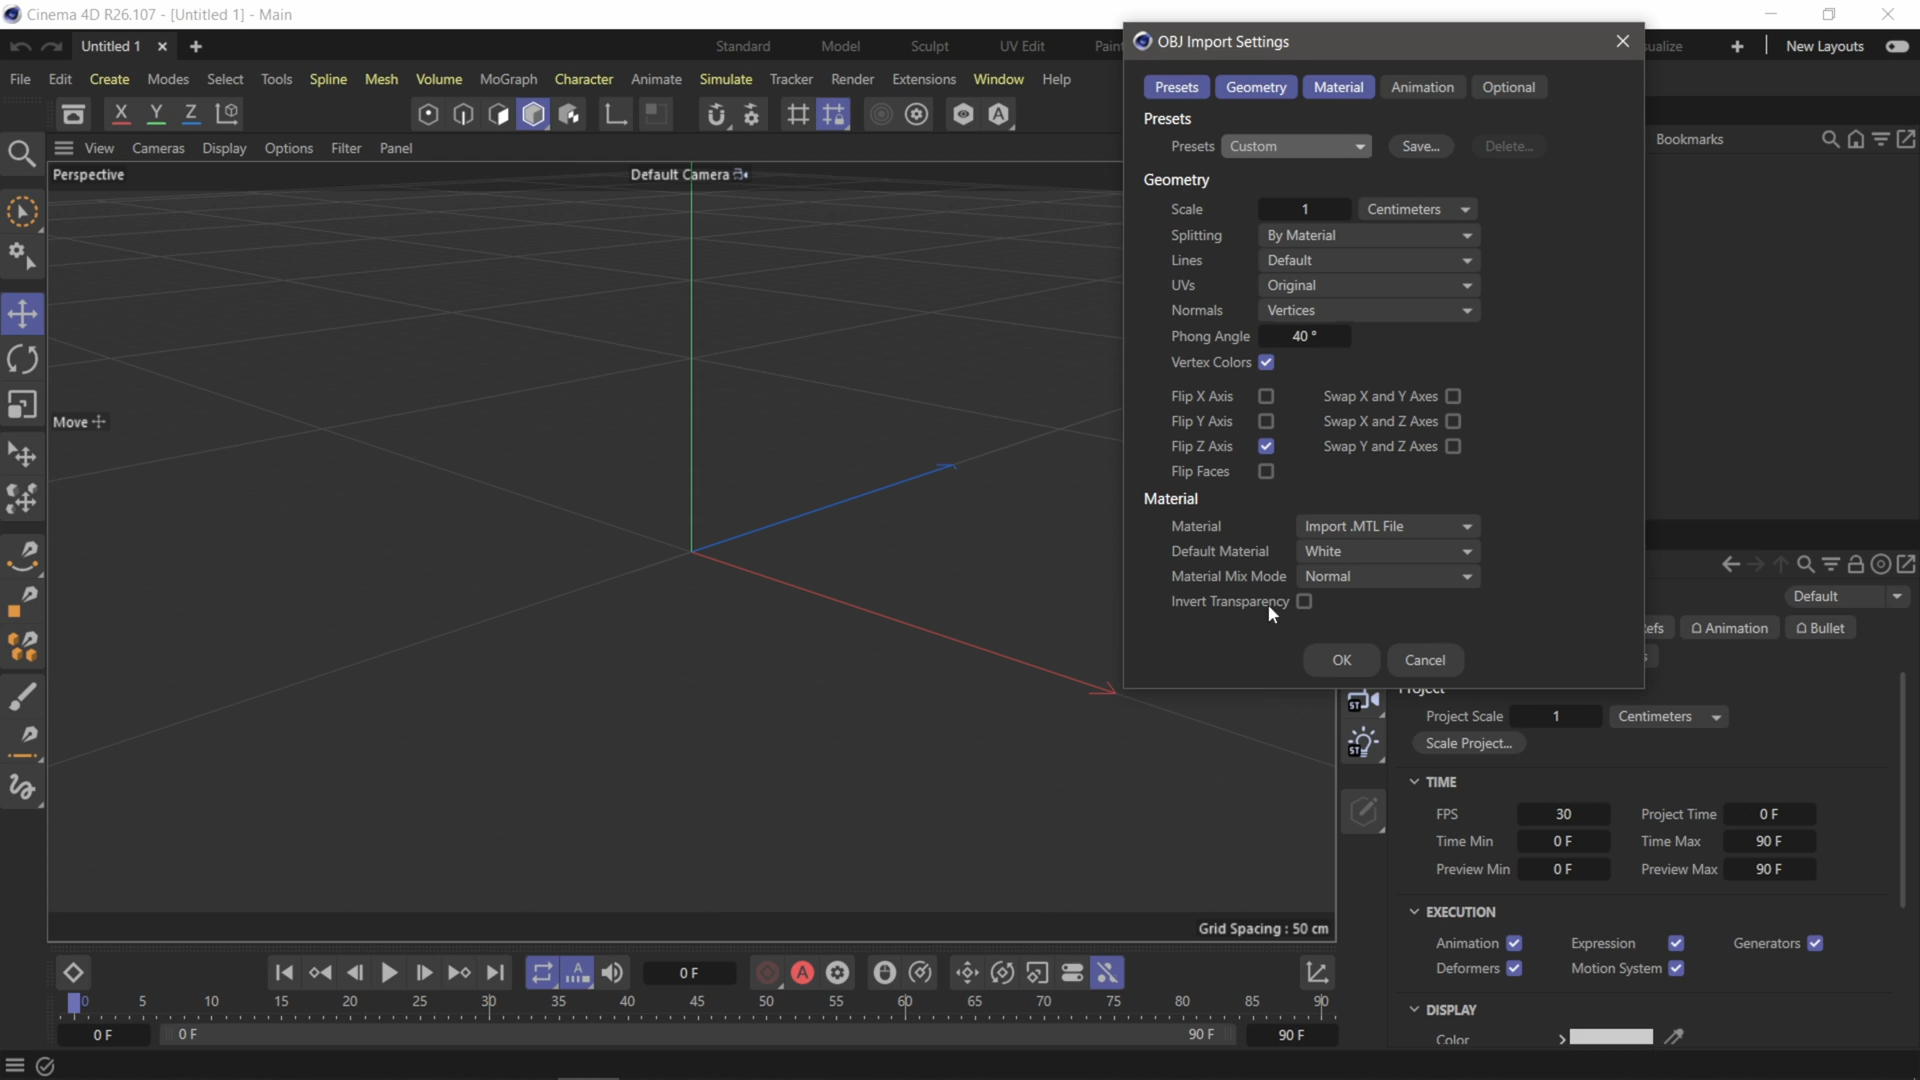 Cinema 4D R26.107 - [Untitled 1] - Main
Untitled 1
Standard Model Sculpt UV Edit Pain
ualize
New Layouts
File Edit Create Modes Select Tools Spline Mesh Volume MoGraph Character Animate Simulate Tracker Render Extensions Window Help
X Y Z
View Cameras Display Options Filter Panel
Bookmarks
Perspective
Default Camera
Move
Grid Spacing : 50 cm
OBJ Import Settings
Presets Geometry Material Animation Optional
Presets
Presets Custom Save... Delete...
Geometry
Scale 1 Centimeters
Splitting By Material
Lines Default
UVs Original
Normals Vertices
Phong Angle 40 °
Vertex Colors
Flip X Axis Swap X and Y Axes
Flip Y Axis Swap X and Z Axes
Flip Z Axis Swap Y and Z Axes
Flip Faces
Material
Material Import .MTL File
Default Material White
Material Mix Mode Normal
Invert Transparency
OK Cancel
Default
efs Animation Bullet
s
Project
Project Scale 1 Centimeters
Scale Project...
TIME
FPS 30 Project Time 0 F
Time Min 0 F Time Max 90 F
Preview Min 0 F Preview Max 90 F
EXECUTION
Animation Expression Generators
Deformers Motion System
DISPLAY
Color
ST
ST
0 F
0 5 10 15 20 25 30 35 40 45 50 55 60 65 70 75 80 85 90
0 F 0 F 90 F 90 F